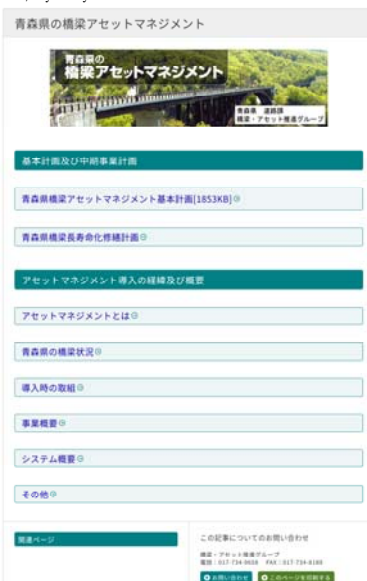 青森県の橋梁アセットマネジメント
青森県の
橋梁アセットマネジメント
青森県 道路課
橋梁・アセット推進グループ
基本計画及び中期事業計画
青森県橋梁アセットマネジメント基本計画[1853KB]
青森県橋梁長寿命化修繕計画
アセットマネジメント導入の経緯及び概要
アセットマネジメントとは
青森県の橋梁状況
導入時の取組
事業概要
システム概要
その他
関連ページ
この記事についてのお問い合わせ
橋梁・アセット推進グループ
電話：017-734-9658 FAX：017-734-8189
お問い合わせ
このページを印刷する